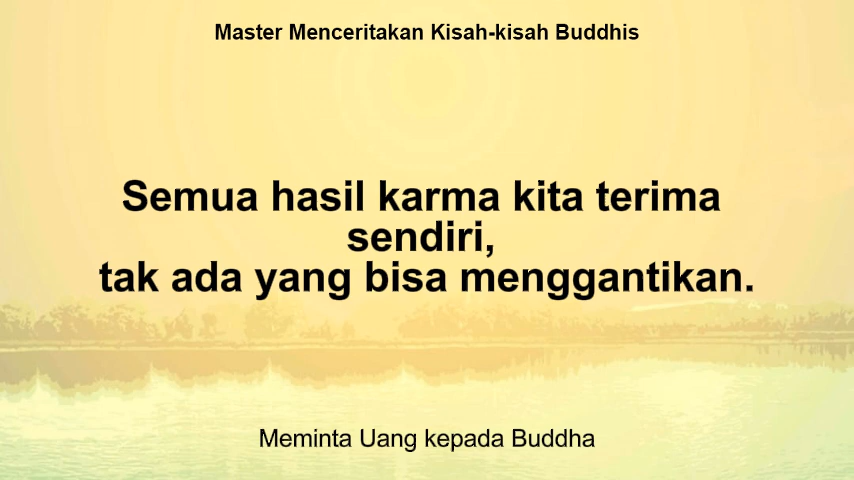 Master Menceritakan Kisah-kisah Buddhis
Semua hasil karma kita terima
sendiri,
tak ada yang bisa menggantikan.
Meminta Uang kepada Buddha